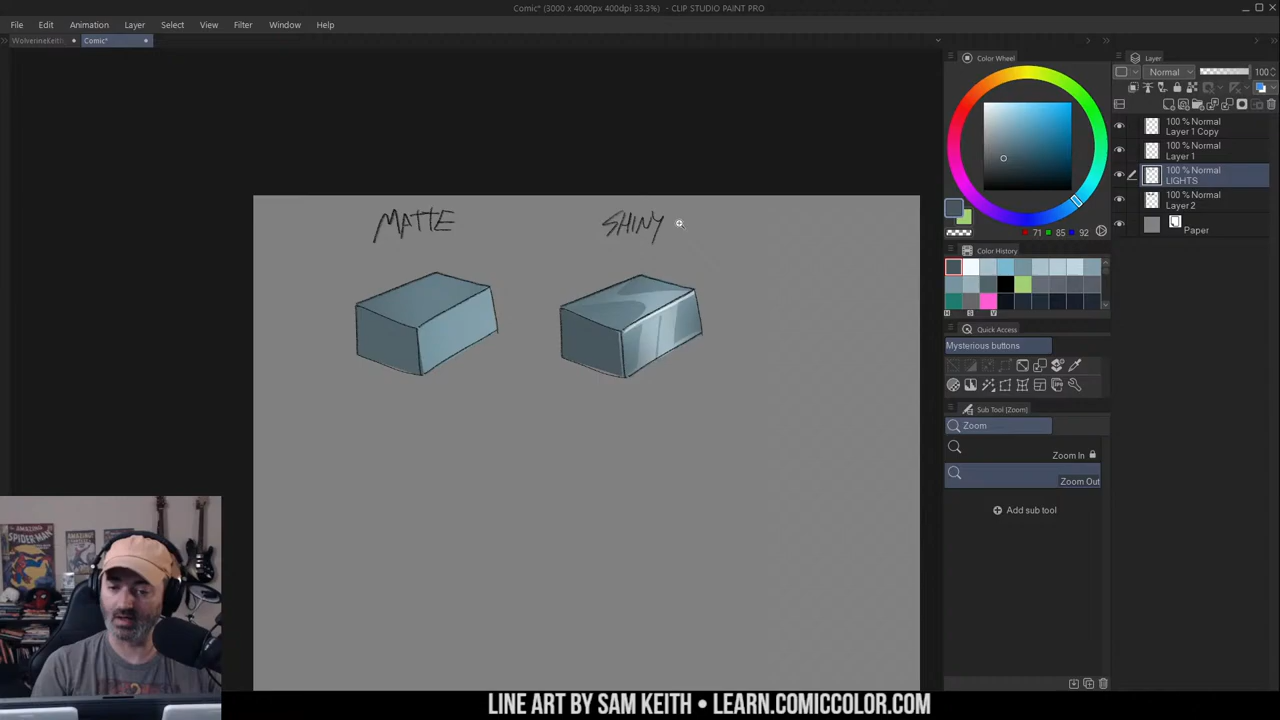 Comic* (3000 x 4000px 400dpi 33.3%) - CLIP STUDIO PAINT PRO
File Edit Animation Layer Select View Filter Window Help
Comic*
MATTE
SHINY
Color Wheel
71 85 92
Color History
Quick Access
Mysterious buttons
Sub Tool [Zoom]
Zoom
Zoom In
Zoom Out
Add sub tool
Layer
Normal 100
100 % Normal
Layer 1 Copy
100 % Normal
Layer 1
100 % Normal
LIGHTS
100 % Normal
Layer 2
Paper
SPIDER-MAN
LINE ART BY SAM KEITH • LEARN.COMICCOLOR.COM